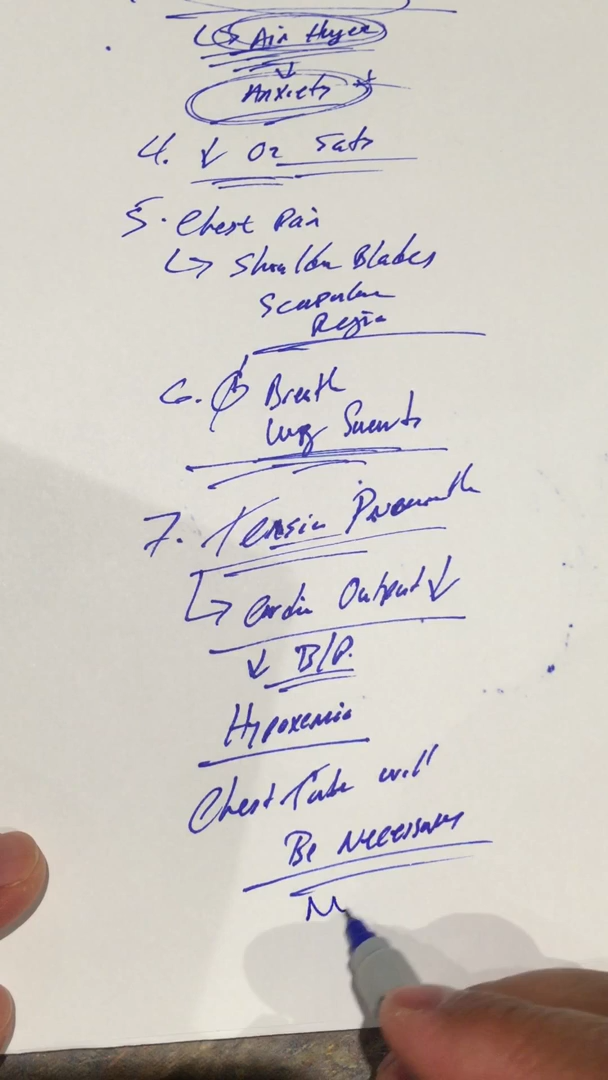 ↳ Air Hunger
↓
Anxiety
4. ↓ O2 Sats
5. Chest Pain
↳ Shoulder Blades
Scapular
Region
6. Breath
Lung Sounds
7. Tension Pneumoth
↳ Cardiac Output ↓
↓ B/P.
Hypoxemia
Chest Tube will
Be Necessary